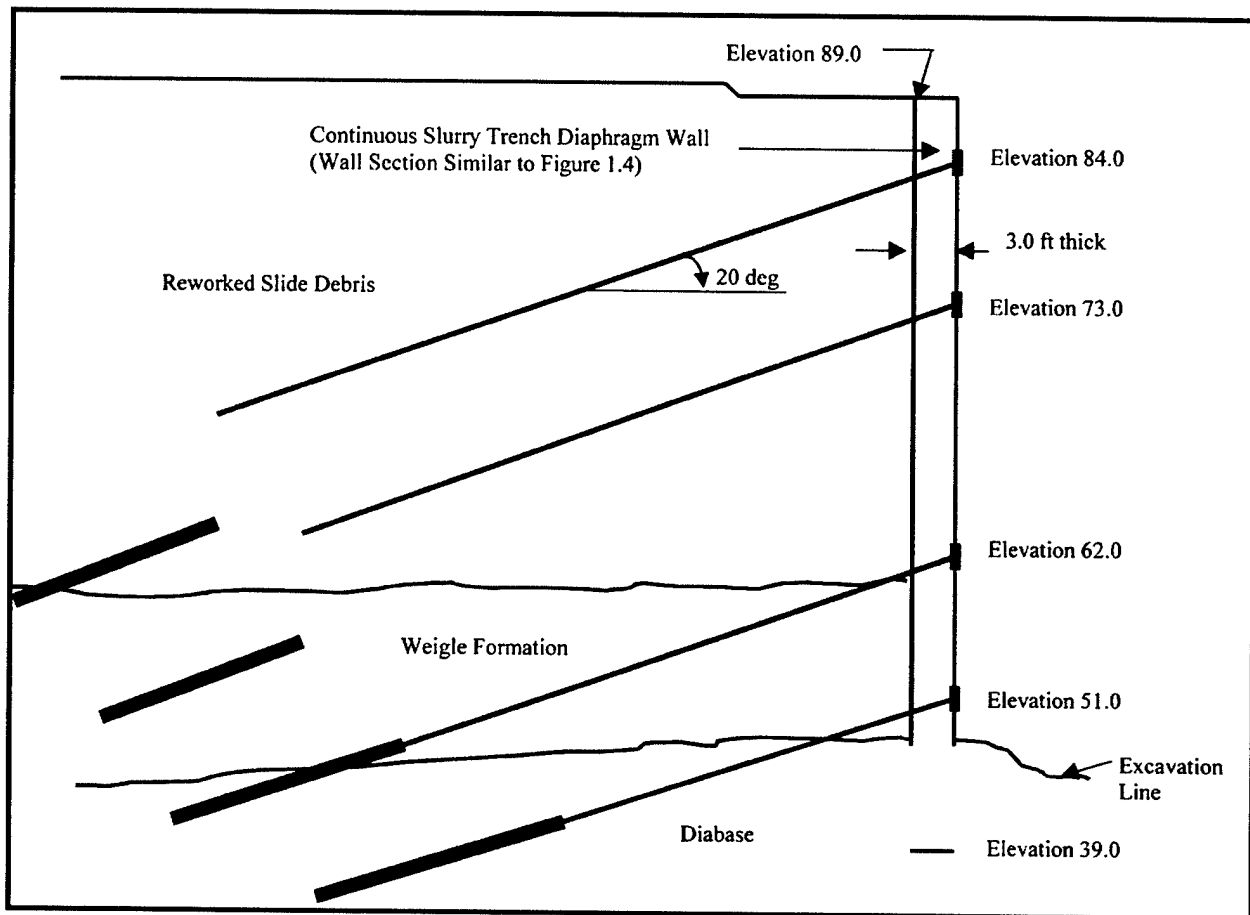 Elevation 89.0
Continuous Slurry Trench Diaphragm Wall
(Wall Section Similar to Figure 1.4)
Elevation 84.0
3.0 ft thick
20 deg
Reworked Slide Debris
Elevation 73.0
Elevation 62.0
Weigle Formation
Elevation 51.0
Excavation
Line
Diabase
Elevation 39.0